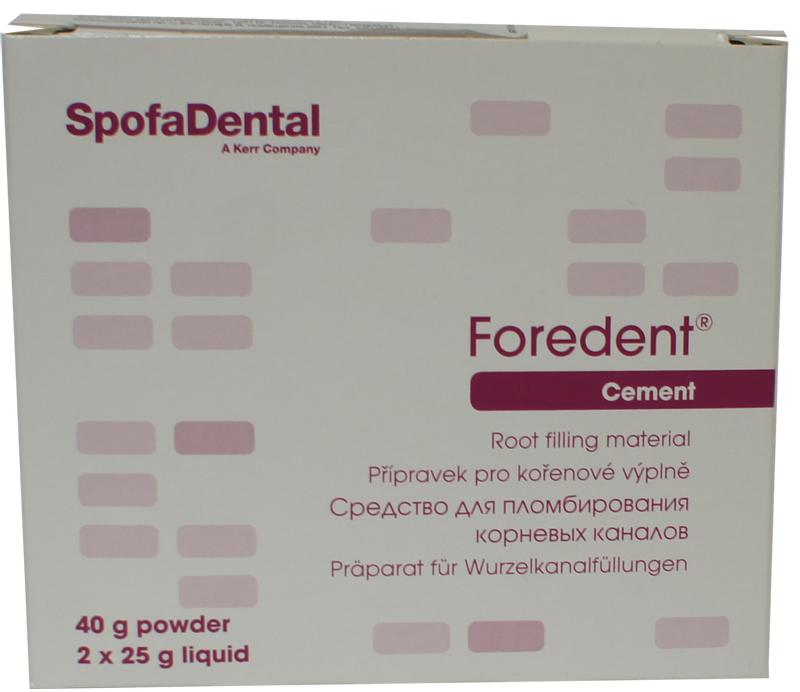 SpofaDental
A Kerr Company
Foredent®
Cement
Root filling material
Přípravek pro kořenové výplně
Средство для пломбирования
корневых каналов
Präparat für Wurzelkanalfüllungen
40 g powder
2 x 25 g liquid